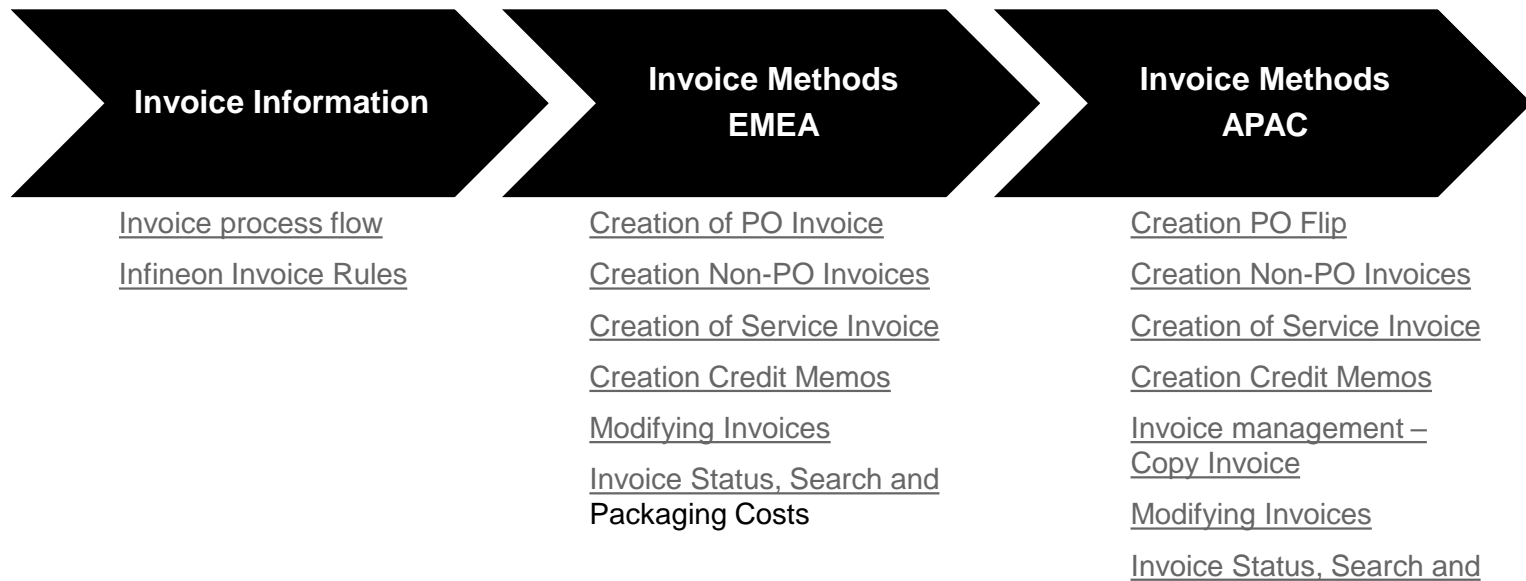 Invoice Information
Invoice process flow
Infineon Invoice Rules
Invoice Methods
EMEA
Creation of PO Invoice
Creation Non-PO Invoices
Creation of Service Invoice
Creation Credit Memos
Modifying Invoices
Invoice Status, Search and
Packaging Costs
Invoice Methods
APAC
Creation PO Flip
Creation Non-PO Invoices
Creation of Service Invoice
Creation Credit Memos
Invoice management –
Copy Invoice
Modifying Invoices
Invoice Status, Search and